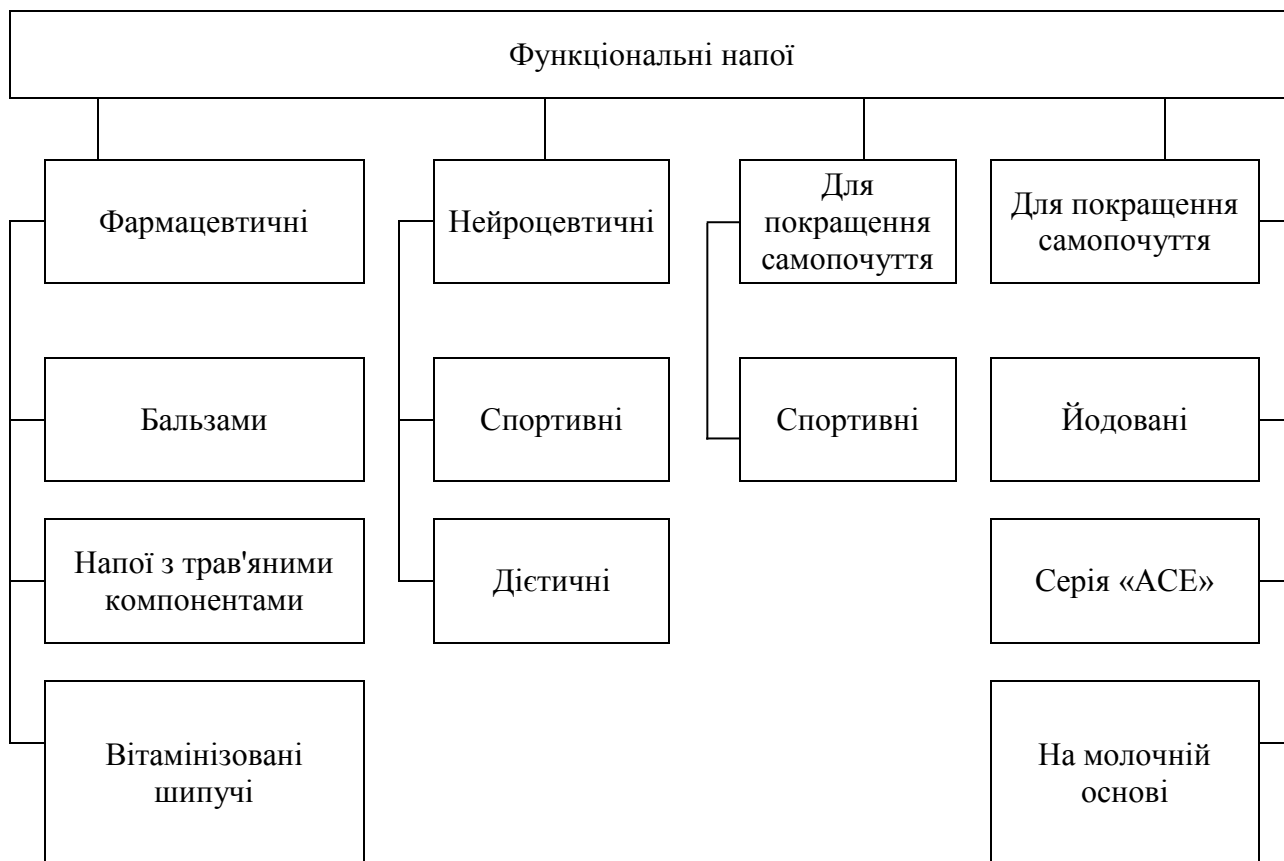 Функціональні напої
Фармацевтичні
Нейроцевтичні
Для
покращення
самопочуття
Для покращення
самопочуття
Бальзами
Спортивні
Спортивні
Йодовані
Напої з трав'яними
компонентами
Дієтичні
Серія «АСЕ»
Вітамінізовані
шипучі
На молочній
основі